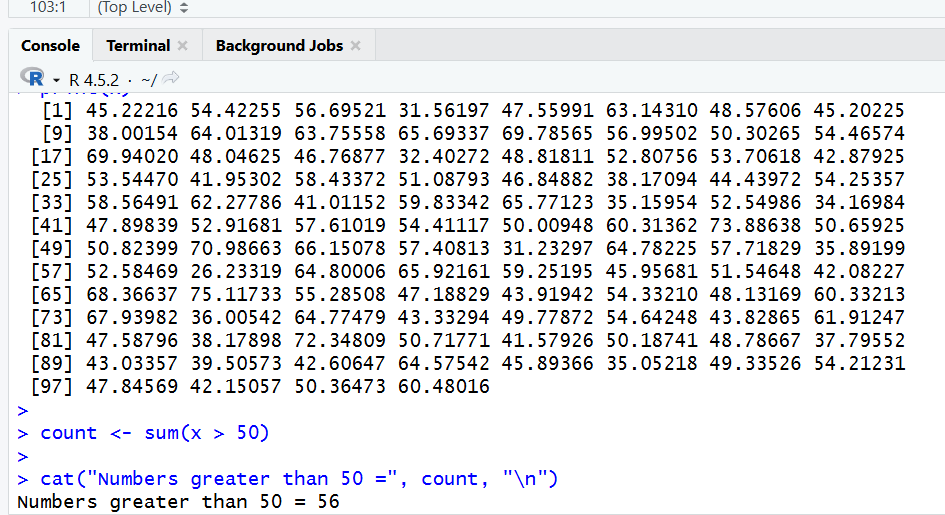 103:1 (Top Level)
Console Terminal Background Jobs
R R 4.5.2 · ~/
[1] 45.22216 54.42255 56.69521 31.56197 47.55991 63.14310 48.57606 45.20225
[9] 38.00154 64.01319 63.75558 65.69337 69.78565 56.99502 50.30265 54.46574
[17] 69.94020 48.04625 46.76877 32.40272 48.81811 52.80756 53.70618 42.87925
[25] 53.54470 41.95302 58.43372 51.08793 46.84882 38.17094 44.43972 54.25357
[33] 58.56491 62.27786 41.01152 59.83342 65.77123 35.15954 52.54986 34.16984
[41] 47.89839 52.91681 57.61019 54.41117 50.00948 60.31362 73.88638 50.65925
[49] 50.82399 70.98663 66.15078 57.40813 31.23297 64.78225 57.71829 35.89199
[57] 52.58469 26.23319 64.80006 65.92161 59.25195 45.95681 51.54648 42.08227
[65] 68.36637 75.11733 55.28508 47.18829 43.91942 54.33210 48.13169 60.33213
[73] 67.93982 36.00542 64.77479 43.33294 49.77872 54.64248 43.82865 61.91247
[81] 47.58796 38.17898 72.34809 50.71771 41.57926 50.18741 48.78667 37.79552
[89] 43.03357 39.50573 42.60647 64.57542 45.89366 35.05218 49.33526 54.21231
[97] 47.84569 42.15057 50.36473 60.48016
>
> count <- sum(x > 50)
>
> cat("Numbers greater than 50 =", count, "\n")
Numbers greater than 50 = 56